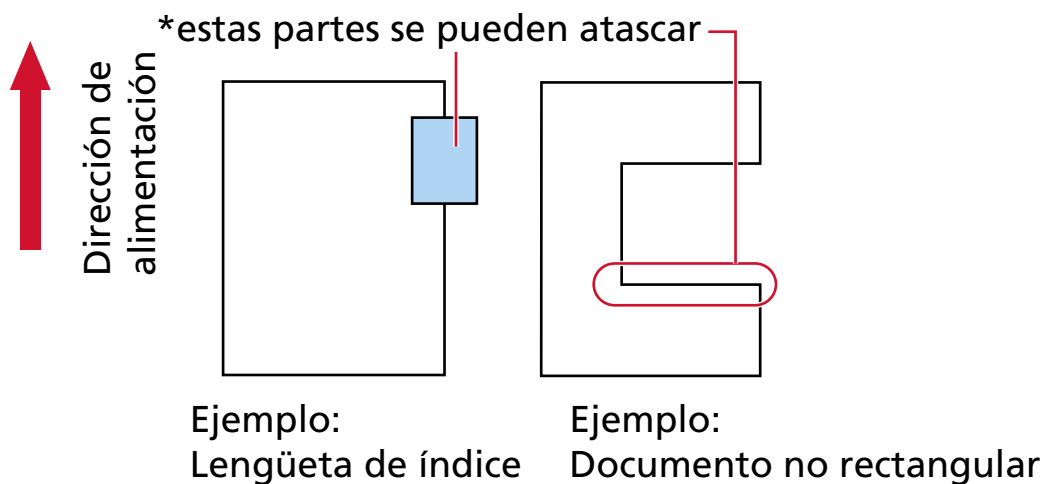 *estas partes se pueden atascar
Dirección de
alimentación
Ejemplo:
Lengüeta de índice
Ejemplo:
Documento no rectangular